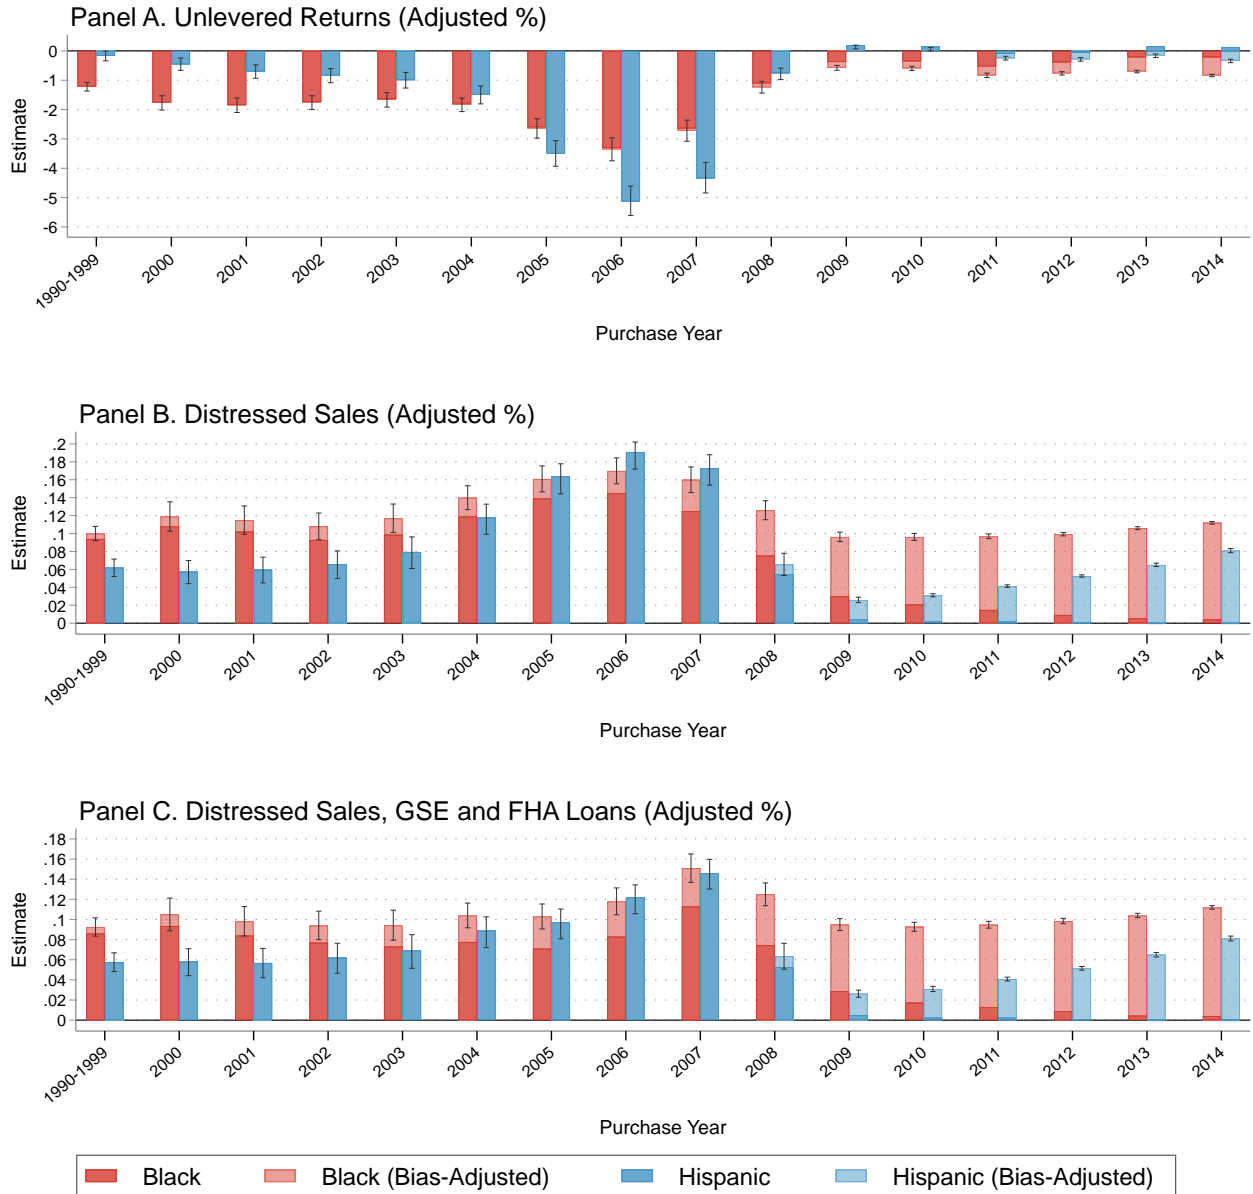 Panel A. Unlevered Returns (Adjusted %)
Estimate
0
-1
-2
-3
-4
-5
-6
1990-1999 2000 2001 2002 2003 2004 2005 2006 2007 2008 2009 2010 2011 2012 2013 2014
Purchase Year
Panel B. Distressed Sales (Adjusted %)
Estimate
.2
.18
.16
.14
.12
.1
.08
.06
.04
.02
0
1990-1999 2000 2001 2002 2003 2004 2005 2006 2007 2008 2009 2010 2011 2012 2013 2014
Purchase Year
Panel C. Distressed Sales, GSE and FHA Loans (Adjusted %)
Estimate
.18
.16
.14
.12
.1
.08
.06
.04
.02
0
1990-1999 2000 2001 2002 2003 2004 2005 2006 2007 2008 2009 2010 2011 2012 2013 2014
Purchase Year
Black Black (Bias-Adjusted) Hispanic Hispanic (Bias-Adjusted)